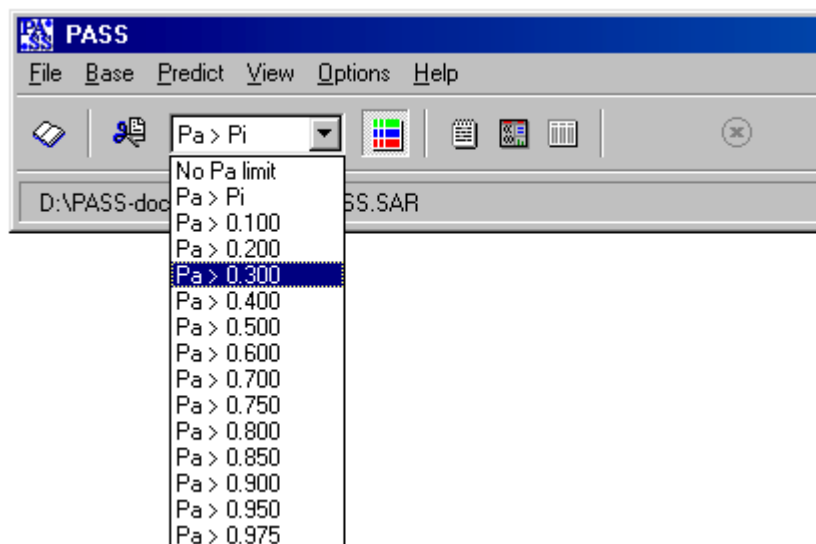 PASS
File Base Predict View Options Help
Pa > Pi
D:\PASS-doc SS.SAR
No Pa limit
Pa > Pi
Pa > 0.100
Pa > 0.200
Pa > 0.300
Pa > 0.400
Pa > 0.500
Pa > 0.600
Pa > 0.700
Pa > 0.750
Pa > 0.800
Pa > 0.850
Pa > 0.900
Pa > 0.950
Pa > 0.975